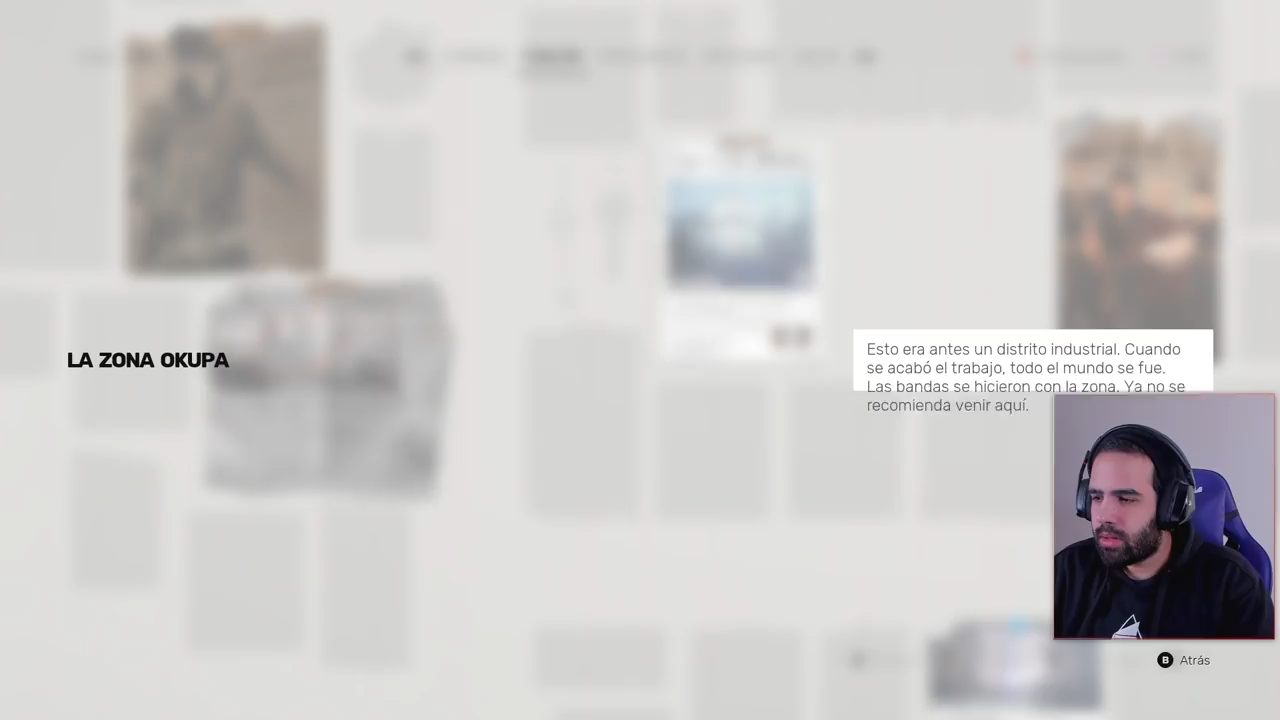 LA ZONA OKUPA
Esto era antes un distrito industrial. Cuando
se acabó el trabajo, todo el mundo se fue.
Las bandas se hicieron con la zona. Ya no se
recomienda venir aquí.
B Atrás